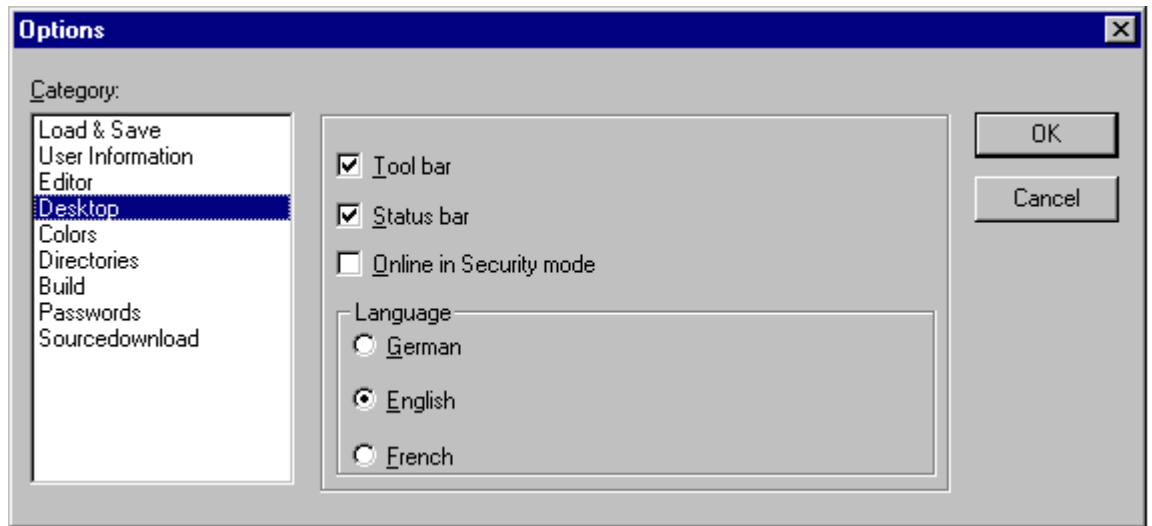 Options
Category:
Load & Save
User Information
Editor
Desktop
Colors
Directories
Build
Passwords
Sourcedownload
Tool bar
Status bar
Online in Security mode
Language
German
English
French
OK
Cancel